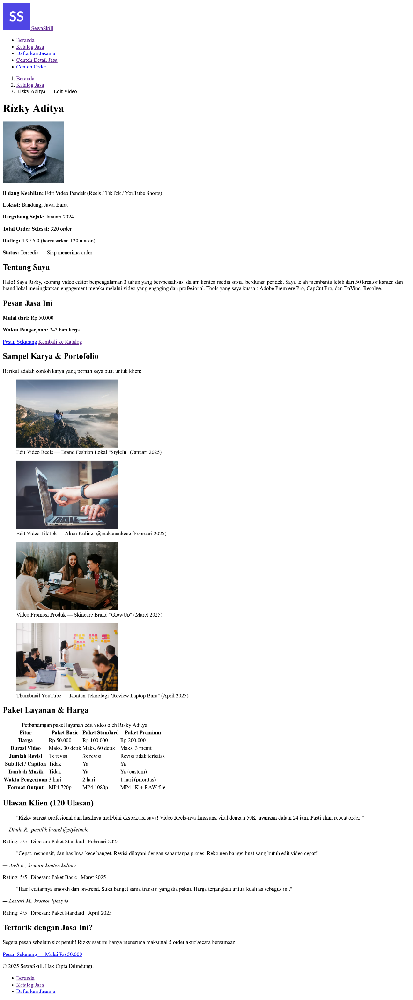 SS SewaSkill
Beranda
Katalog Jasa
Daftarkan Jasamu
Contoh Detail Jasa
Contoh Order
1. Beranda
2. Katalog Jasa
3. Rizky Aditya — Edit Video
Rizky Aditya
Bidang Keahlian: Edit Video Pendek (Reels / TikTok / YouTube Shorts)
Lokasi: Bandung, Jawa Barat
Bergabung Sejak: Januari 2024
Total Order Selesai: 320 order
Rating: 4.9 / 5.0 (berdasarkan 120 ulasan)
Status: Tersedia — Siap menerima order
Tentang Saya
Halo! Saya Rizky, seorang video editor berpengalaman 3 tahun yang berspesialisasi dalam konten media sosial berdurasi pendek. Saya telah membantu lebih dari 50 kreator konten dan
brand lokal meningkatkan engagement mereka melalui video yang engaging dan profesional. Tools yang saya kuasai: Adobe Premiere Pro, CapCut Pro, dan DaVinci Resolve.
Pesan Jasa Ini
Mulai dari: Rp 50.000
Waktu Pengerjaan: 2–3 hari kerja
Pesan Sekarang Kembali ke Katalog
Sampel Karya & Portofolio
Berikut adalah contoh karya yang pernah saya buat untuk klien:
Edit Video Reels — Brand Fashion Lokal "StyleIn" (Januari 2025)
Edit Video TikTok — Akun Kuliner @makanankece (Februari 2025)
Video Promosi Produk — Skincare Brand "GlowUp" (Maret 2025)
Thumbnail YouTube — Konten Teknologi "Review Laptop Baru" (April 2025)
Paket Layanan & Harga
Perbandingan paket layanan edit video oleh Rizky Aditya
Fitur Paket Basic Paket Standard Paket Premium
Harga Rp 50.000 Rp 100.000 Rp 200.000
Durasi Video Maks. 30 detik Maks. 60 detik Maks. 3 menit
Jumlah Revisi 1x revisi 3x revisi Revisi tidak terbatas
Subtitel / Caption Tidak Ya Ya
Tambah Musik Tidak Ya Ya (custom)
Waktu Pengerjaan 3 hari 2 hari 1 hari (prioritas)
Format Output MP4 720p MP4 1080p MP4 4K + RAW file
Ulasan Klien (120 Ulasan)
"Rizky sangat profesional dan hasilnya melebihi ekspektasi saya! Video Reels-nya langsung viral dengan 50K tayangan dalam 24 jam. Pasti akan repeat order!"
— Dinda R., pemilik brand @styleinclo
Rating: 5/5 | Dipesan: Paket Standard | Februari 2025
"Cepat, responsif, dan hasilnya kece banget. Revisi dilayani dengan sabar tanpa protes. Rekomen banget buat yang butuh edit video cepat!"
— Andi K., kreator konten kuliner
Rating: 5/5 | Dipesan: Paket Basic | Maret 2025
"Hasil editannya smooth dan on-trend. Suka banget sama transisi yang dia pakai. Harga terjangkau untuk kualitas sebagus ini."
— Lestari M., kreator lifestyle
Rating: 4/5 | Dipesan: Paket Standard | April 2025
Tertarik dengan Jasa Ini?
Segera pesan sebelum slot penuh! Rizky saat ini hanya menerima maksimal 5 order aktif secara bersamaan.
Pesan Sekarang — Mulai Rp 50.000
© 2025 SewaSkill. Hak Cipta Dilindungi.
Beranda
Katalog Jasa
Daftarkan Jasamu